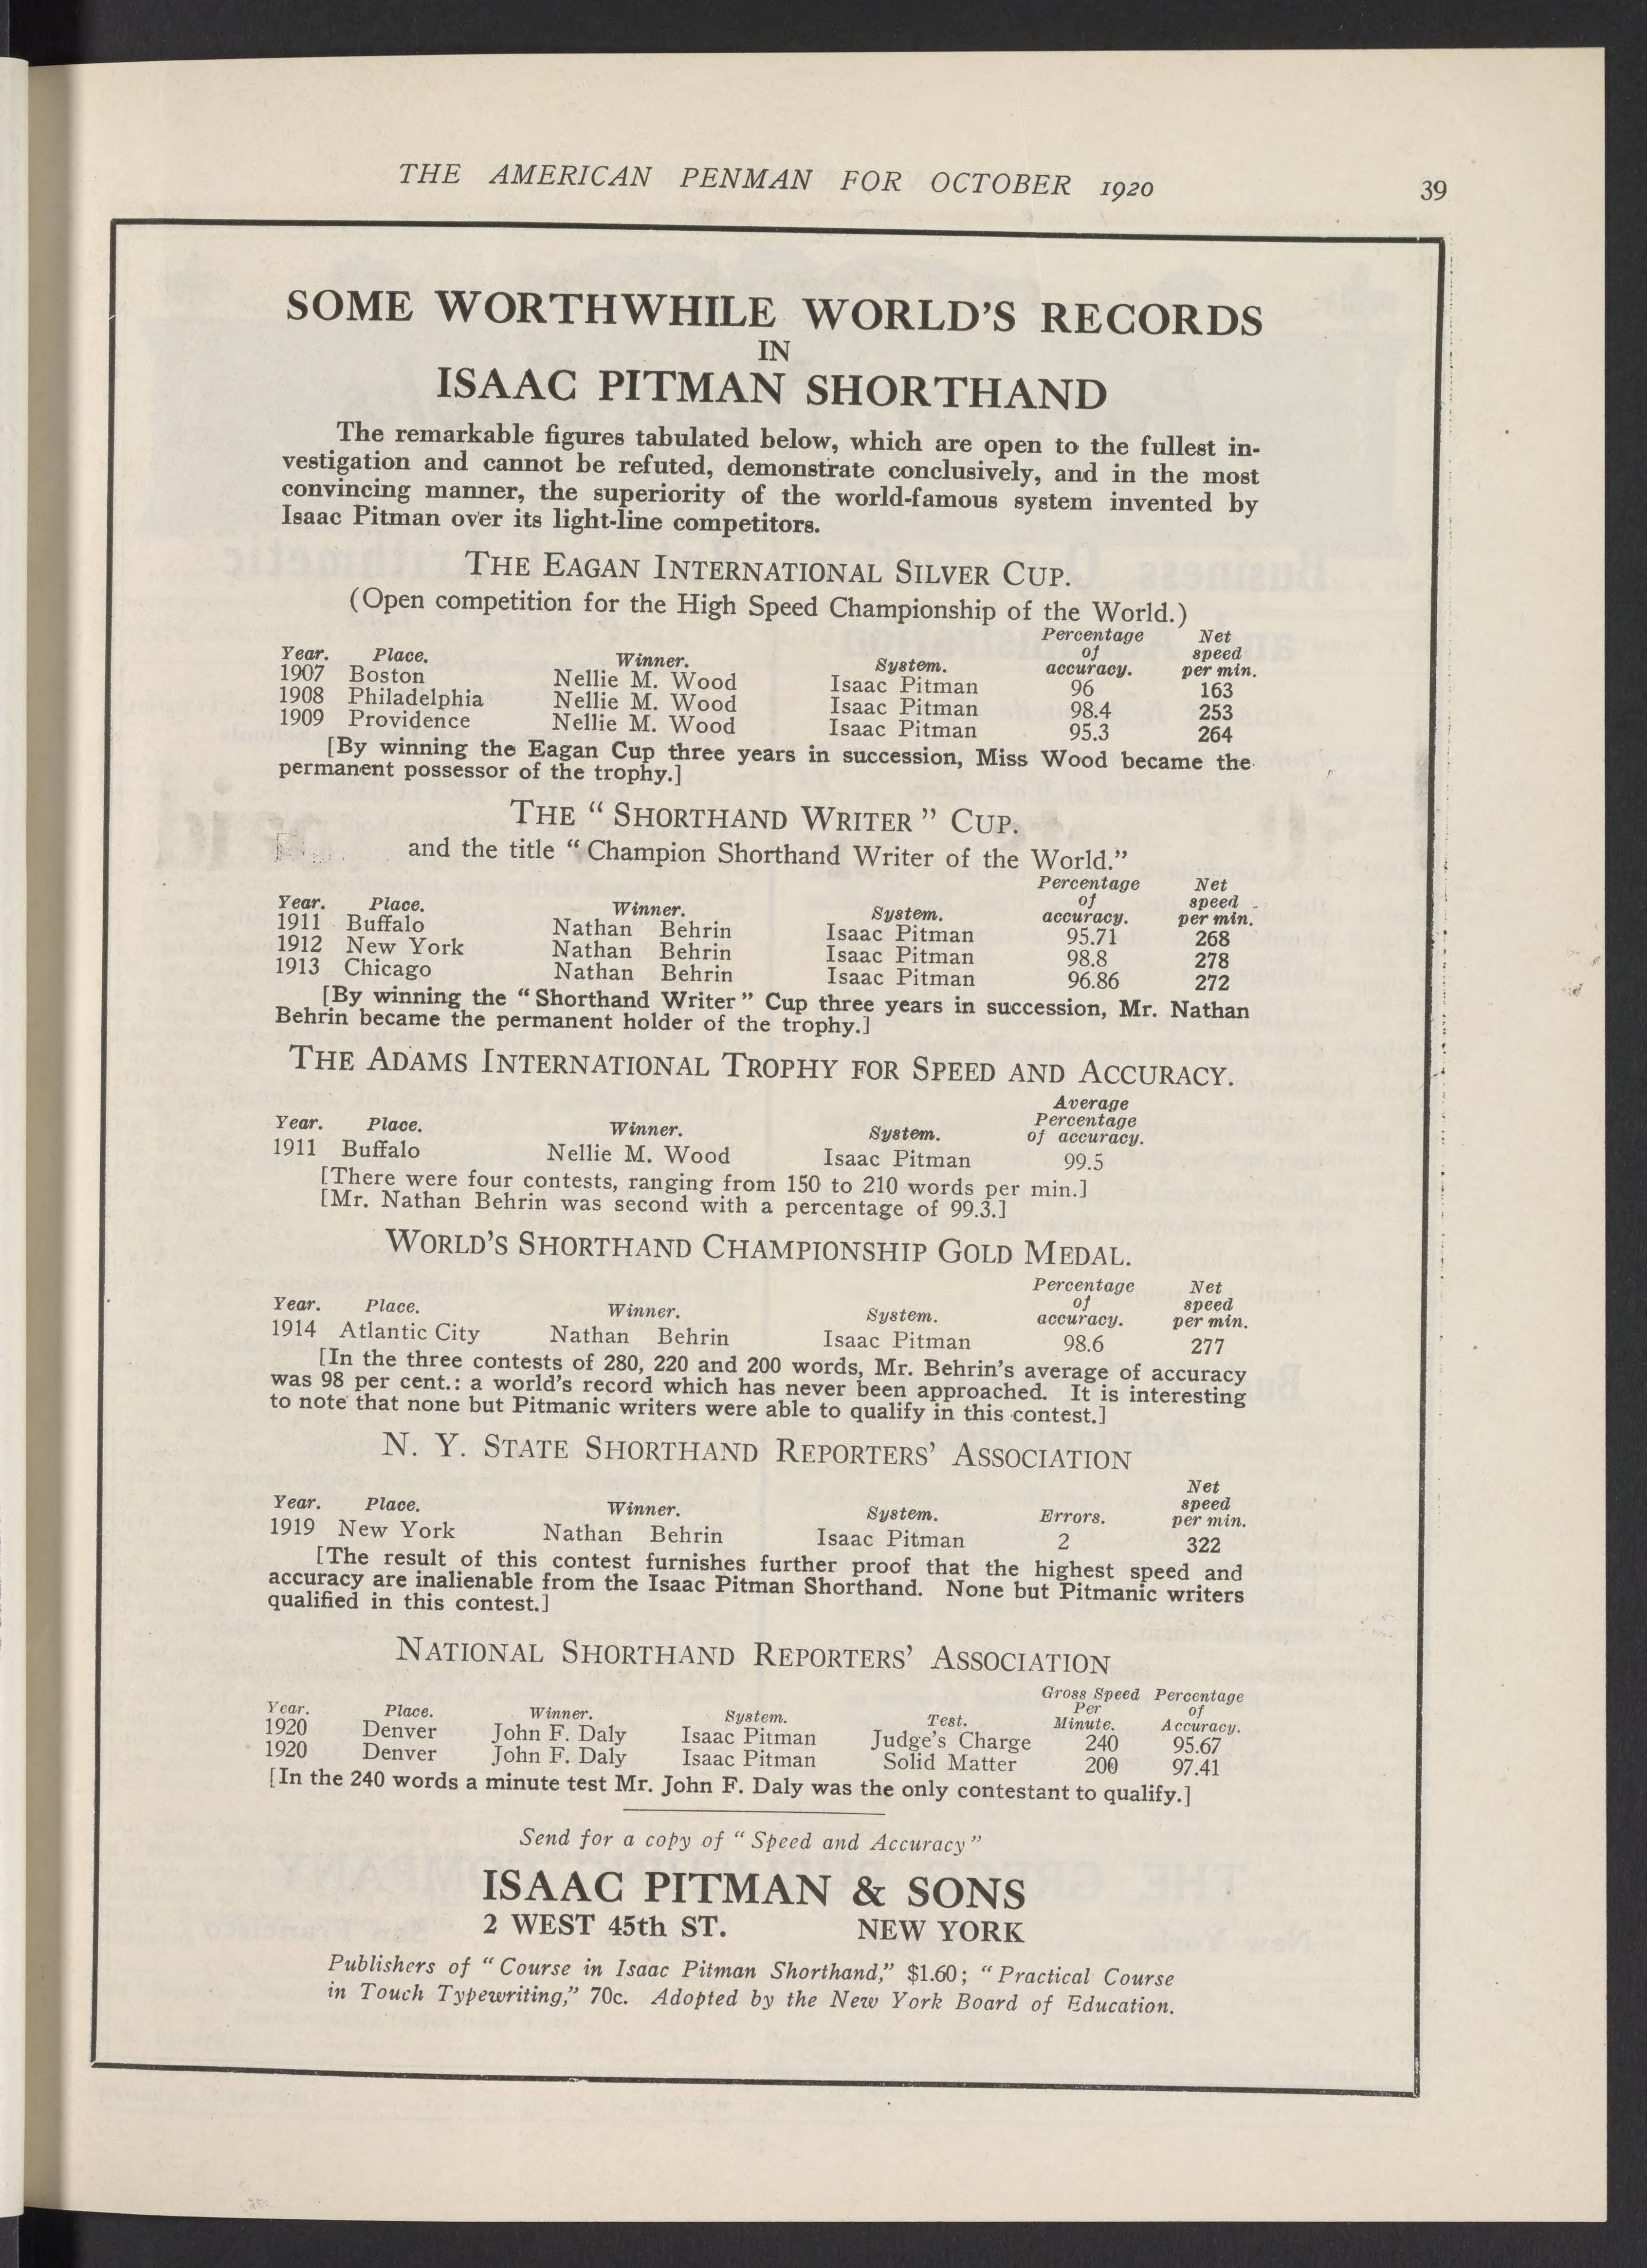 THE AMERICAN PENMAN FOR OCTOBER 1920 39
SOME WORTHWHILE WORLD'S RECORDS
IN
ISAAC PITMAN SHORTHAND
The remarkable figures tabulated below, which are open to the fullest in-
vestigation and cannot be refuted, demonstrate conclusively, and in the most
convincing manner, the superiority of the world-famous system invented by
Isaac Pitman over its light-line competitors.
THE EAGAN INTERNATIONAL SILVER CUP.
(Open competition for the High Speed Championship of the World.)
Percentage Net
of speed
Year. Place. Winner. System. accuracy. per min.
1907 Boston Nellie M. Wood Isaac Pitman 96 163
1908 Philadelphia Nellie M. Wood Isaac Pitman 98.4 253
1909 Providence Nellie M. Wood Isaac Pitman 95.3 264
[By winning the Eagan Cup three years in succession, Miss Wood became the
permanent possessor of the trophy.]
THE "SHORTHAND WRITER" CUP.
and the title "Champion Shorthand Writer of the World."
Percentage Net
of speed
Year. Place. Winner. System. accuracy. per min.
1911 Buffalo Nathan Behrin Isaac Pitman 95.71 268
1912 New York Nathan Behrin Isaac Pitman 98.8 278
1913 Chicago Nathan Behrin Isaac Pitman 96.86 272
[By winning the "Shorthand Writer" Cup three years in succession, Mr. Nathan
Behrin became the permanent holder of the trophy.]
THE ADAMS INTERNATIONAL TROPHY FOR SPEED AND ACCURACY.
Average
Percentage
Year. Place. Winner. System. of accuracy.
1911 Buffalo Nellie M. Wood Isaac Pitman 99.5
[There were four contests, ranging from 150 to 210 words per min.]
[Mr. Nathan Behrin was second with a percentage of 99.3.]
WORLD'S SHORTHAND CHAMPIONSHIP GOLD MEDAL.
Percentage Net
of speed
Year. Place. Winner. System. accuracy. per min.
1914 Atlantic City Nathan Behrin Isaac Pitman 98.6 277
[In the three contests of 280, 220 and 200 words, Mr. Behrin's average of accuracy
was 98 per cent.: a world's record which has never been approached. It is interesting
to note that none but Pitmanic writers were able to qualify in this contest.]
N. Y. STATE SHORTHAND REPORTERS' ASSOCIATION
Net
speed
Year. Place. Winner. System. Errors. per min.
1919 New York Nathan Behrin Isaac Pitman 2 322
[The result of this contest furnishes further proof that the highest speed and
accuracy are inalienable from the Isaac Pitman Shorthand. None but Pitmanic writers
qualified in this contest.]
NATIONAL SHORTHAND REPORTERS' ASSOCIATION
Gross Speed Percentage
Per of
Year. Place. Winner. System. Test. Minute. Accuracy.
1920 Denver John F. Daly Isaac Pitman Judge's Charge 240 95.67
1920 Denver John F. Daly Isaac Pitman Solid Matter 200 97.41
[In the 240 words a minute test Mr. John F. Daly was the only contestant to qualify.]
Send for a copy of "Speed and Accuracy"
ISAAC PITMAN & SONS
2 WEST 45th ST. NEW YORK
Publishers of "Course in Isaac Pitman Shorthand," $1.60; "Practical Course
in Touch Typewriting," 70c. Adopted by the New York Board of Education.